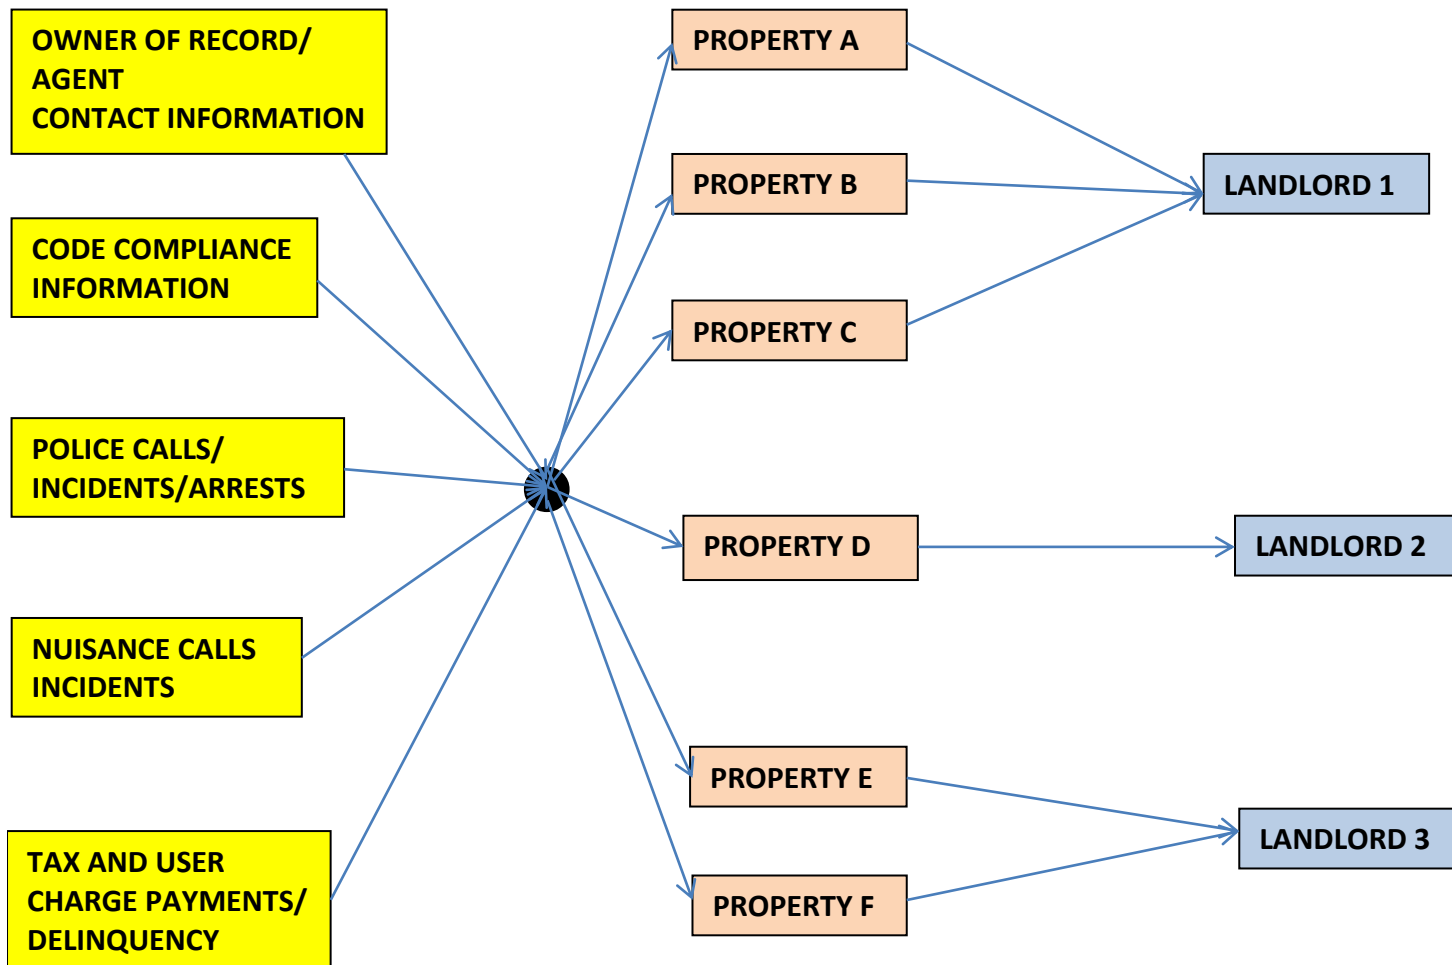 OWNER OF RECORD/
AGENT
CONTACT INFORMATION
CODE COMPLIANCE
INFORMATION
POLICE CALLS/
INCIDENTS/ARRESTS
NUISANCE CALLS
INCIDENTS
TAX AND USER
CHARGE PAYMENTS/
DELINQUENCY
PROPERTY A
PROPERTY B
PROPERTY C
PROPERTY D
PROPERTY E
PROPERTY F
LANDLORD 1
LANDLORD 2
LANDLORD 3